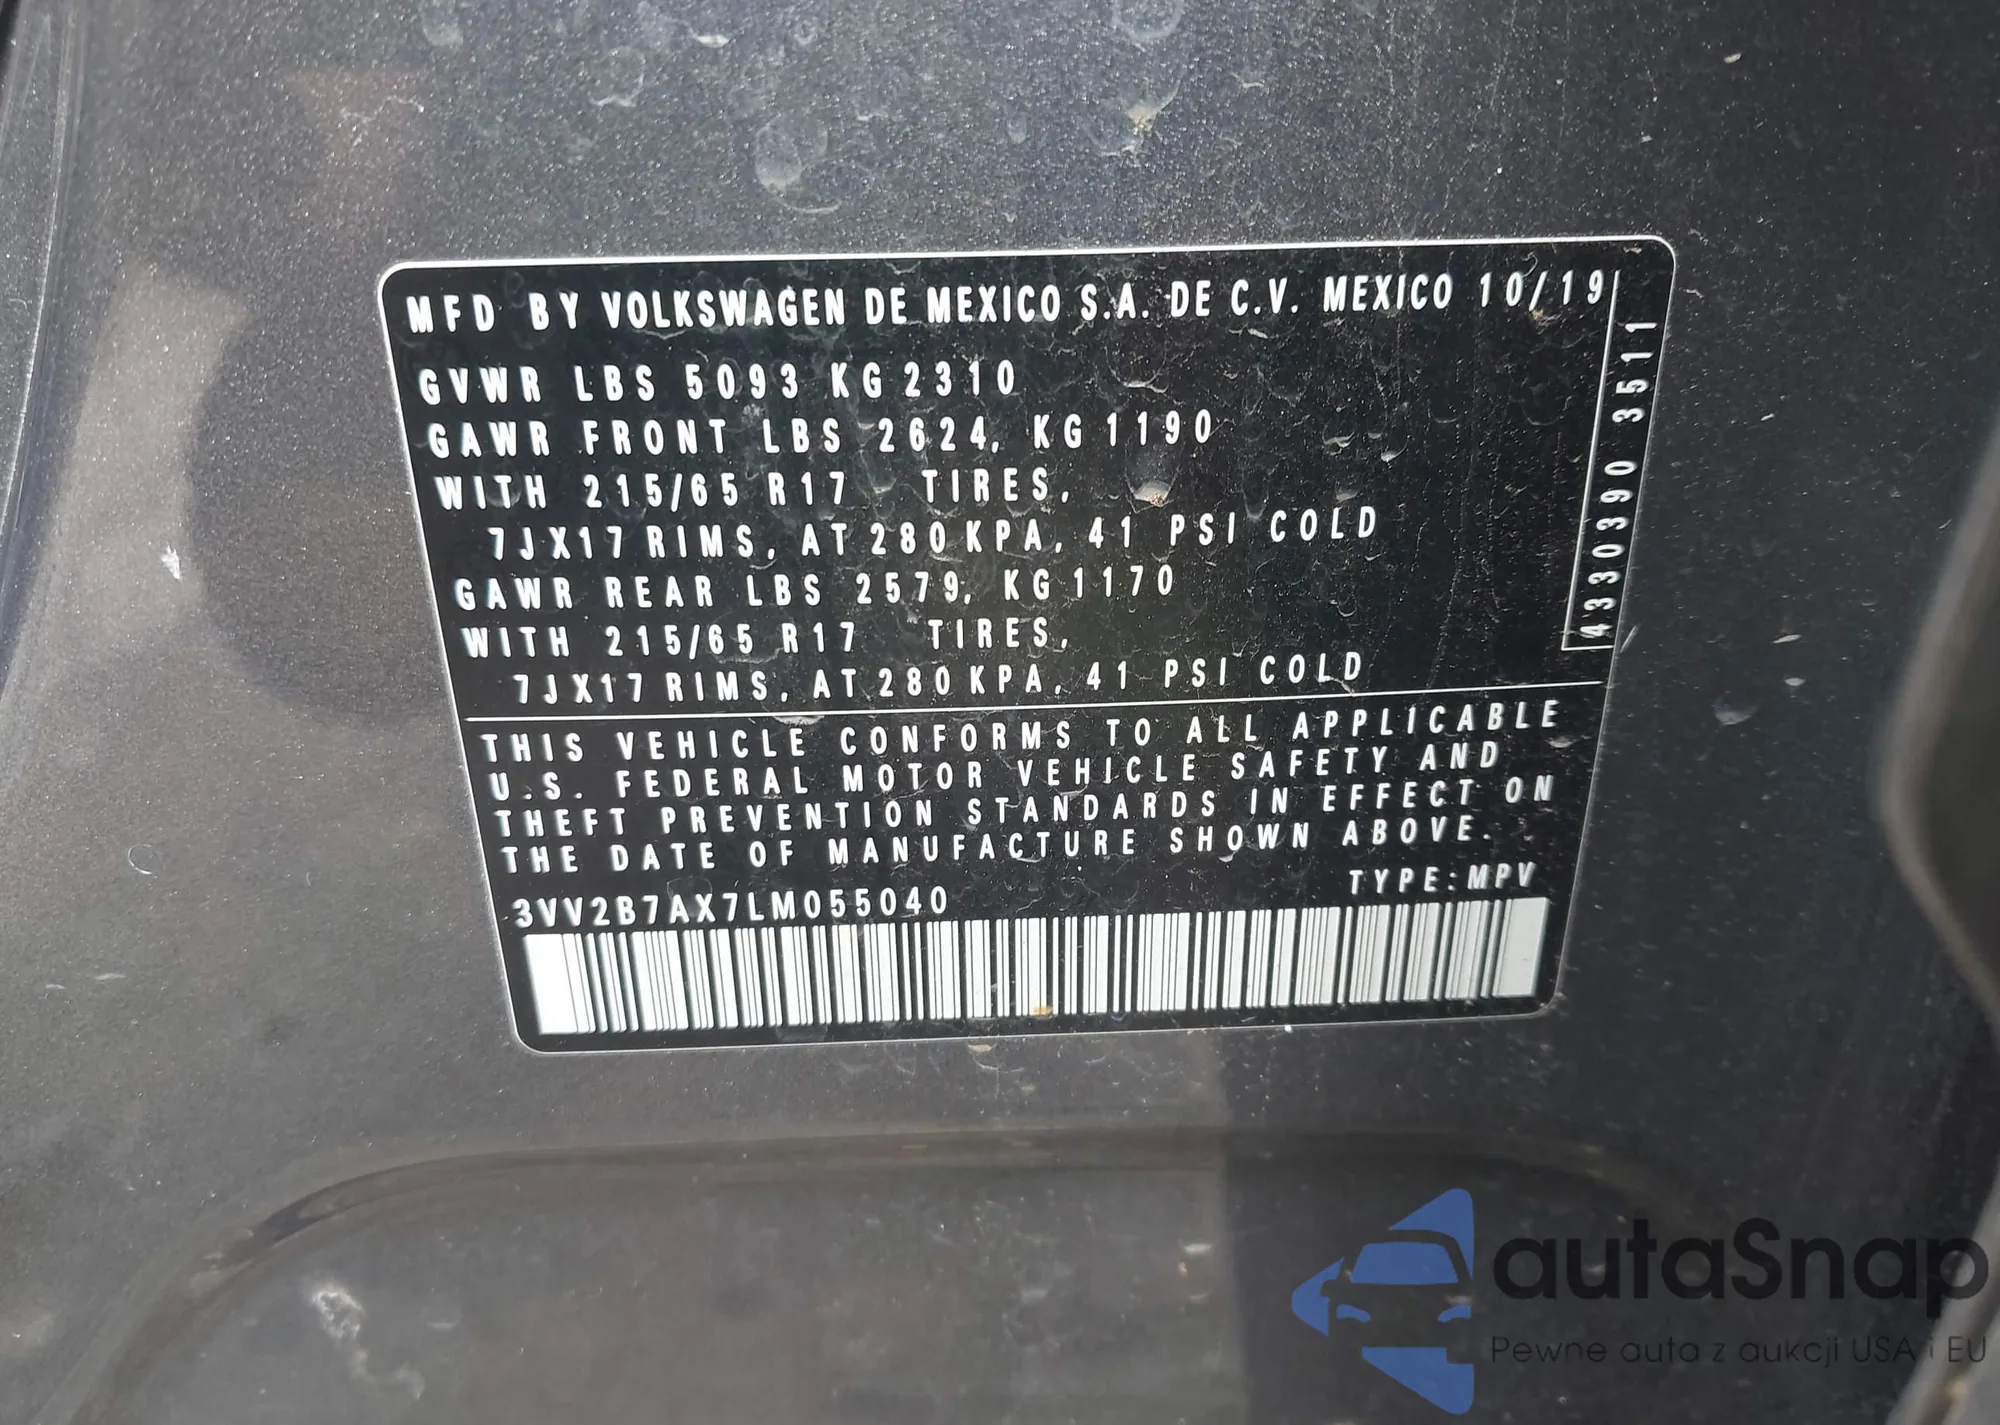 MFD BY VOLKSWAGEN DE MEXICO S.A. DE C.V. MEXICO 10/19
GVWR LBS 5093 KG 2310
GAWR FRONT LBS 2624, KG 1190
WITH 215/65 R17 TIRES,
7JX17 RIMS, AT 280 KPA, 41 PSI COLD
GAWR REAR LBS 2579, KG 1170
WITH 215/65 R17 TIRES,
7JX17 RIMS, AT 280 KPA, 41 PSI COLD
4330390 3511
THIS VEHICLE CONFORMS TO ALL APPLICABLE
U.S. FEDERAL MOTOR VEHICLE SAFETY AND
THEFT PREVENTION STANDARDS IN EFFECT ON
THE DATE OF MANUFACTURE SHOWN ABOVE.
TYPE: MPV
3VV2B7AX7LM055040
autaSnap
Pewne auta z aukcji USA i EU